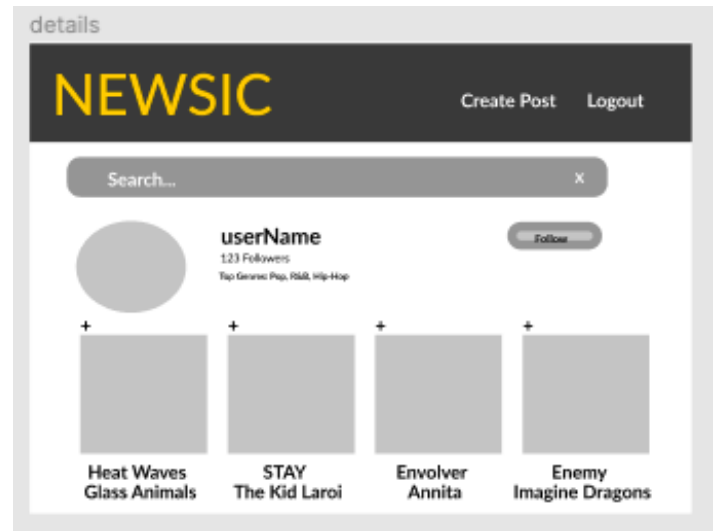 details
NEWSIC
Create Post Logout
Search... x
userName
Follow
123 Followers
Top Genres: Pop, R&B, Hip-Hop
+ + + +
Heat Waves STAY Envolver Enemy
Glass Animals The Kid Laroi Annita Imagine Dragons